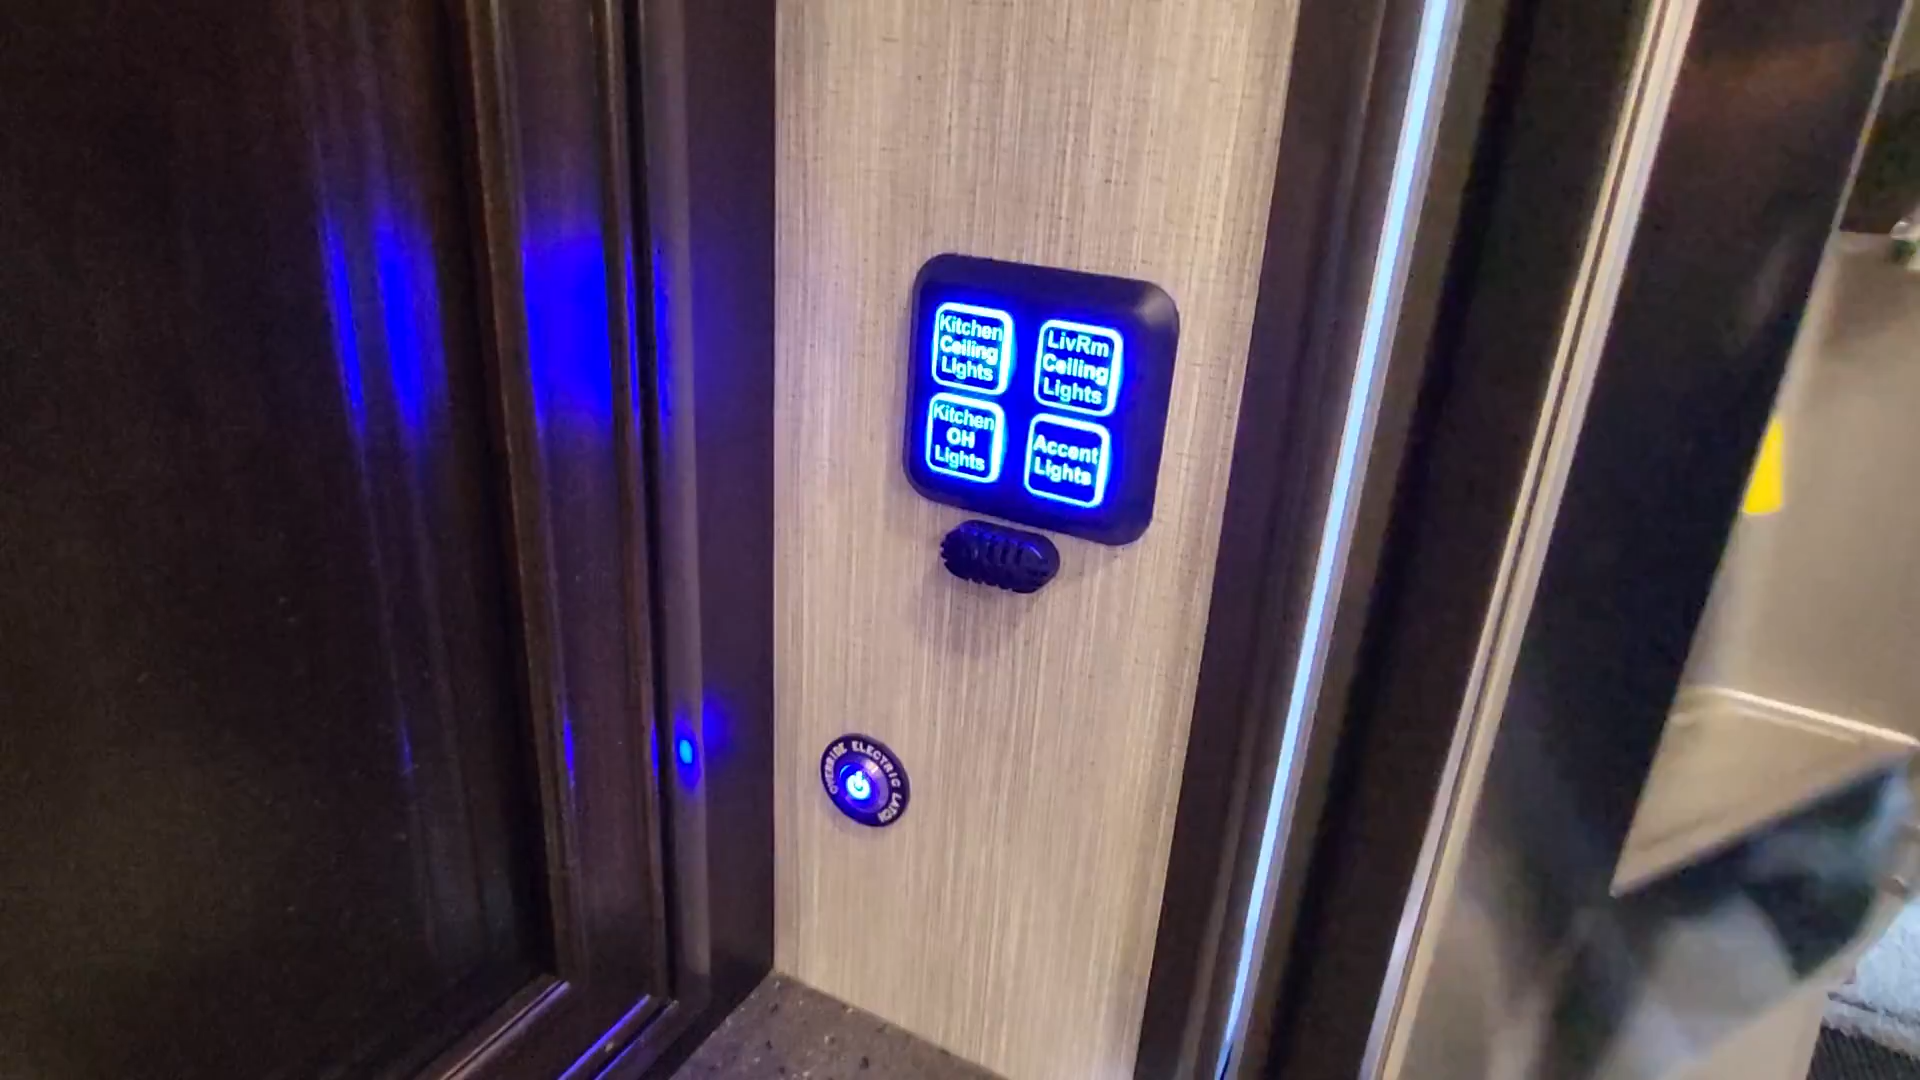 Kitchen
Ceiling
Lights
LivRm
Ceiling
Lights
Kitchen
OH
Lights
Accent
Lights
OVERRIDE ELECTRIC LATCH